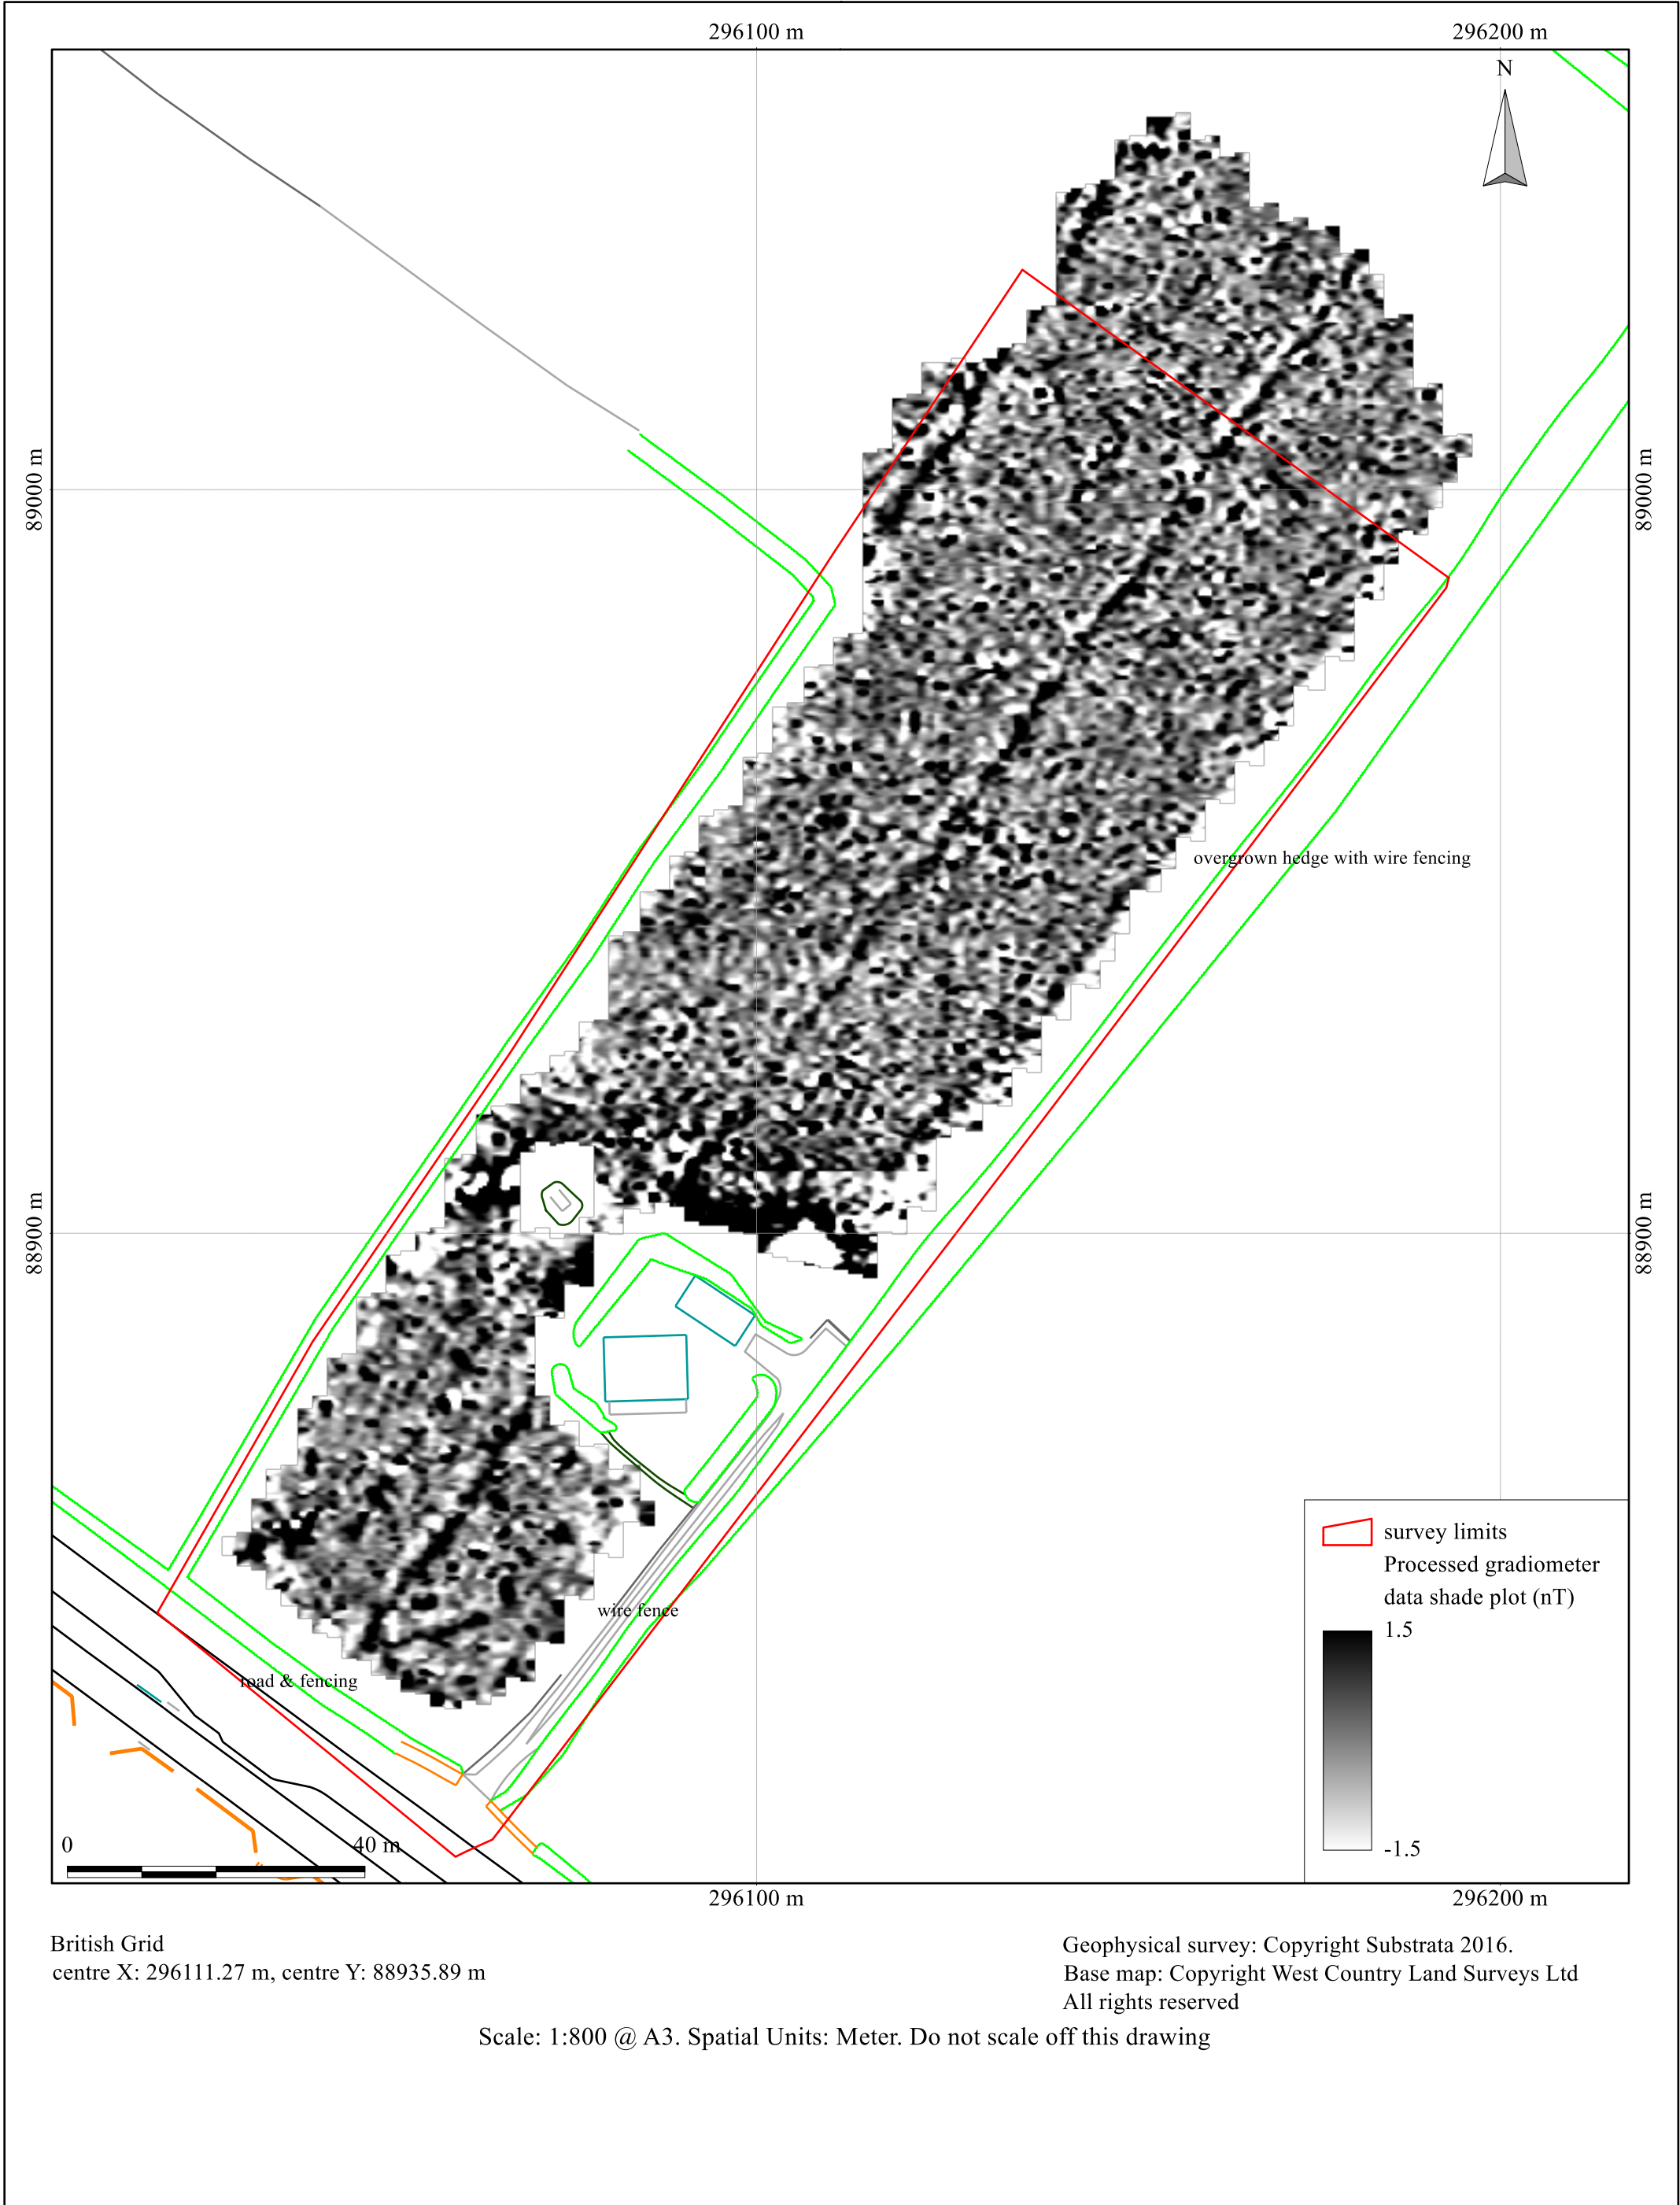 296100 m
296200 m
N
89000 m
89000 m
overgrown hedge with wire fencing
88900 m
88900 m
survey limits
Processed gradiometer
data shade plot (nT)
1.5
-1.5
wire fence
road & fencing
0
40 m
296100 m
296200 m
British Grid
centre X: 296111.27 m, centre Y: 88935.89 m
Geophysical survey: Copyright Substrata 2016.
Base map: Copyright West Country Land Surveys Ltd
All rights reserved
Scale: 1:800 @ A3. Spatial Units: Meter. Do not scale off this drawing